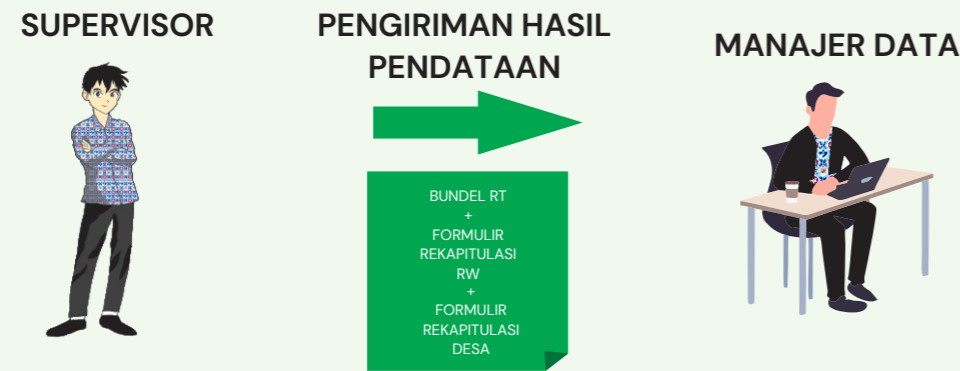 SUPERVISOR
PENGIRIMAN HASIL
PENDATAAN
MANAJER DATA
BUNDEL RT
+
FORMULIR
REKAPITULASI
RW
+
FORMULIR
REKAPITULASI
DESA